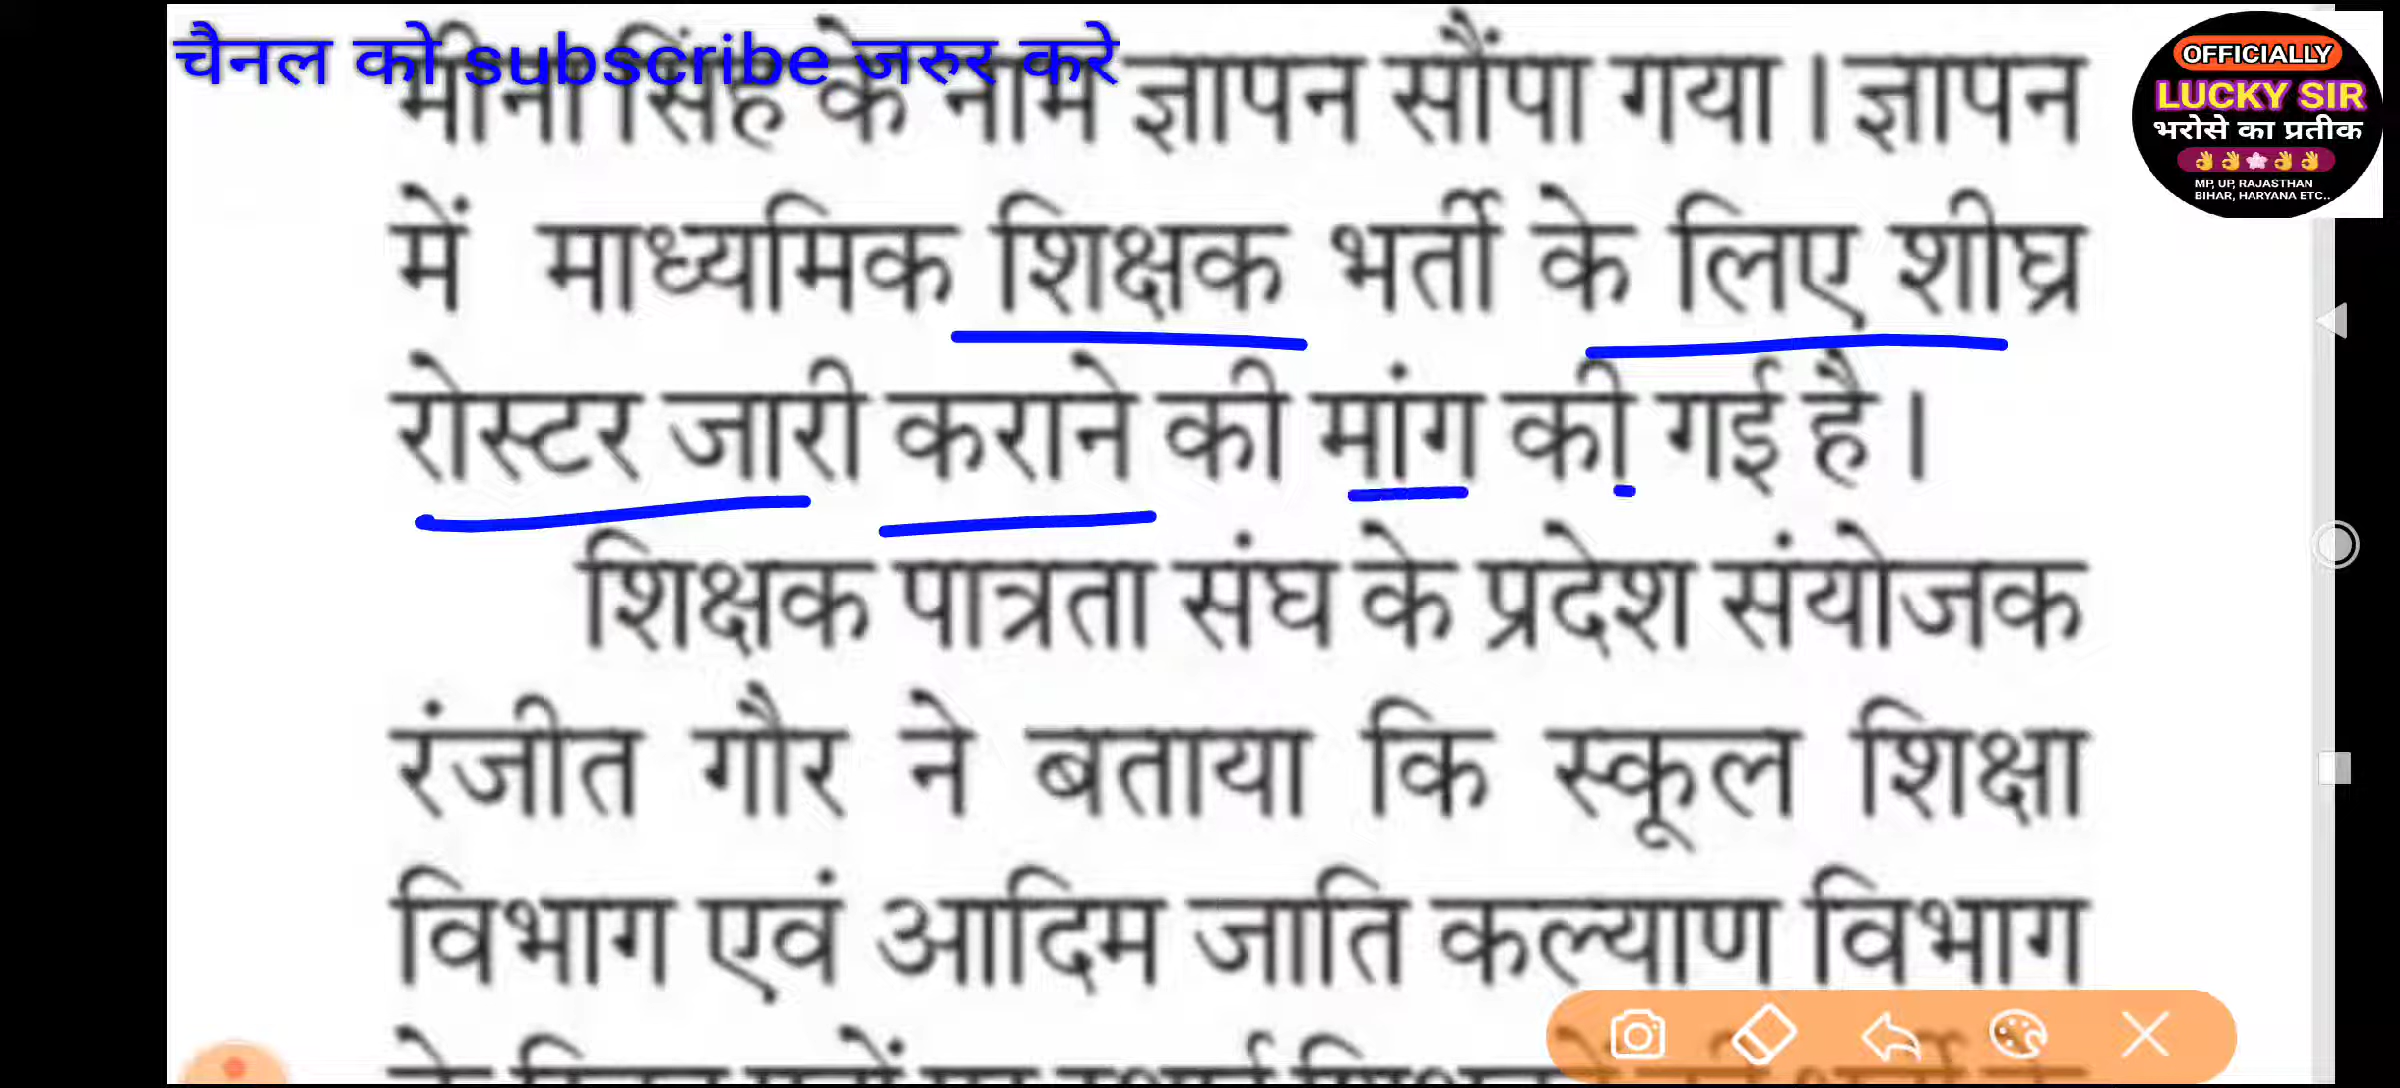 चैनल को subscribe जरुर करे
मीना सिंह के नाम ज्ञापन सौंपा गया । ज्ञापन
में माध्यमिक शिक्षक भर्ती के लिए शीघ्र
रोस्टर जारी कराने की मांग की गई है ।
शिक्षक पात्रता संघ के प्रदेश संयोजक
रंजीत गौर ने बताया कि स्कूल शिक्षा
विभाग एवं आदिम जाति कल्याण विभाग
OFFICIALLY
LUCKY SIR
भरोसे का प्रतीक
MP, UP, RAJASTHAN
BIHAR, HARYANA ETC..